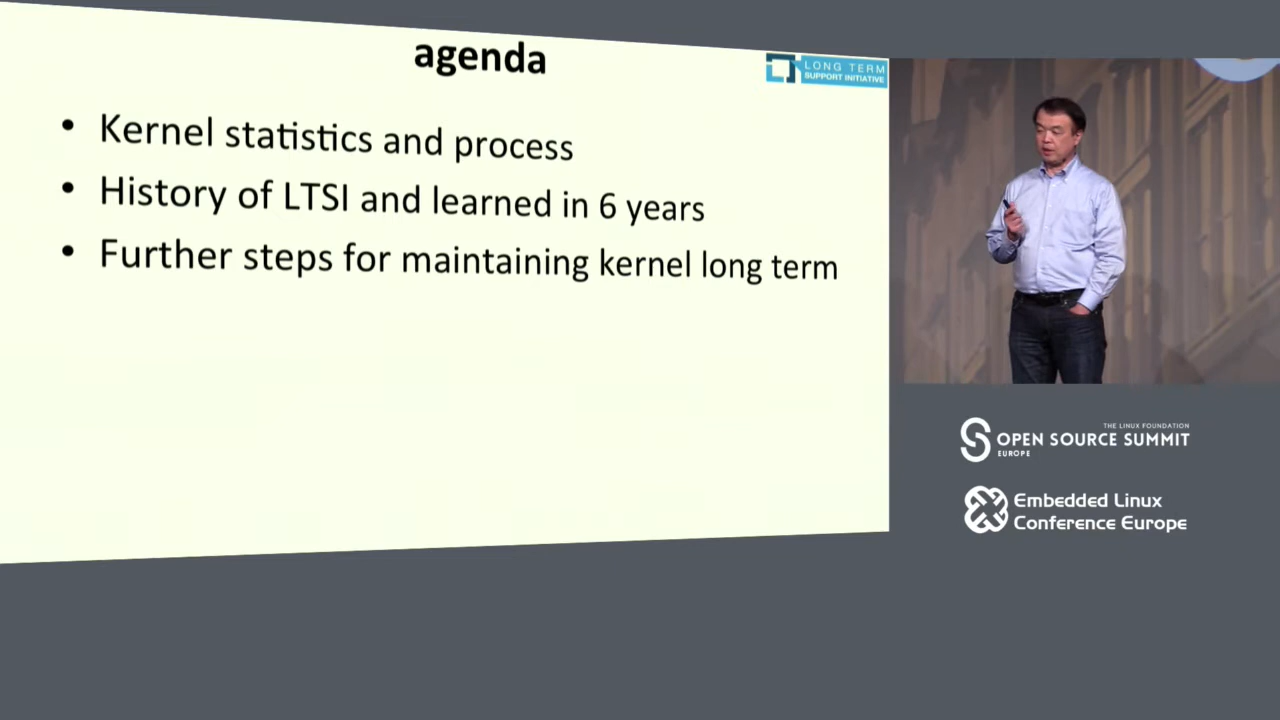 agenda
LONG TERM
SUPPORT INITIATIVE
• Kernel statistics and process
• History of LTSI and learned in 6 years
• Further steps for maintaining kernel long term
THE LINUX FOUNDATION
OPEN SOURCE SUMMIT
EUROPE
Embedded Linux
Conference Europe